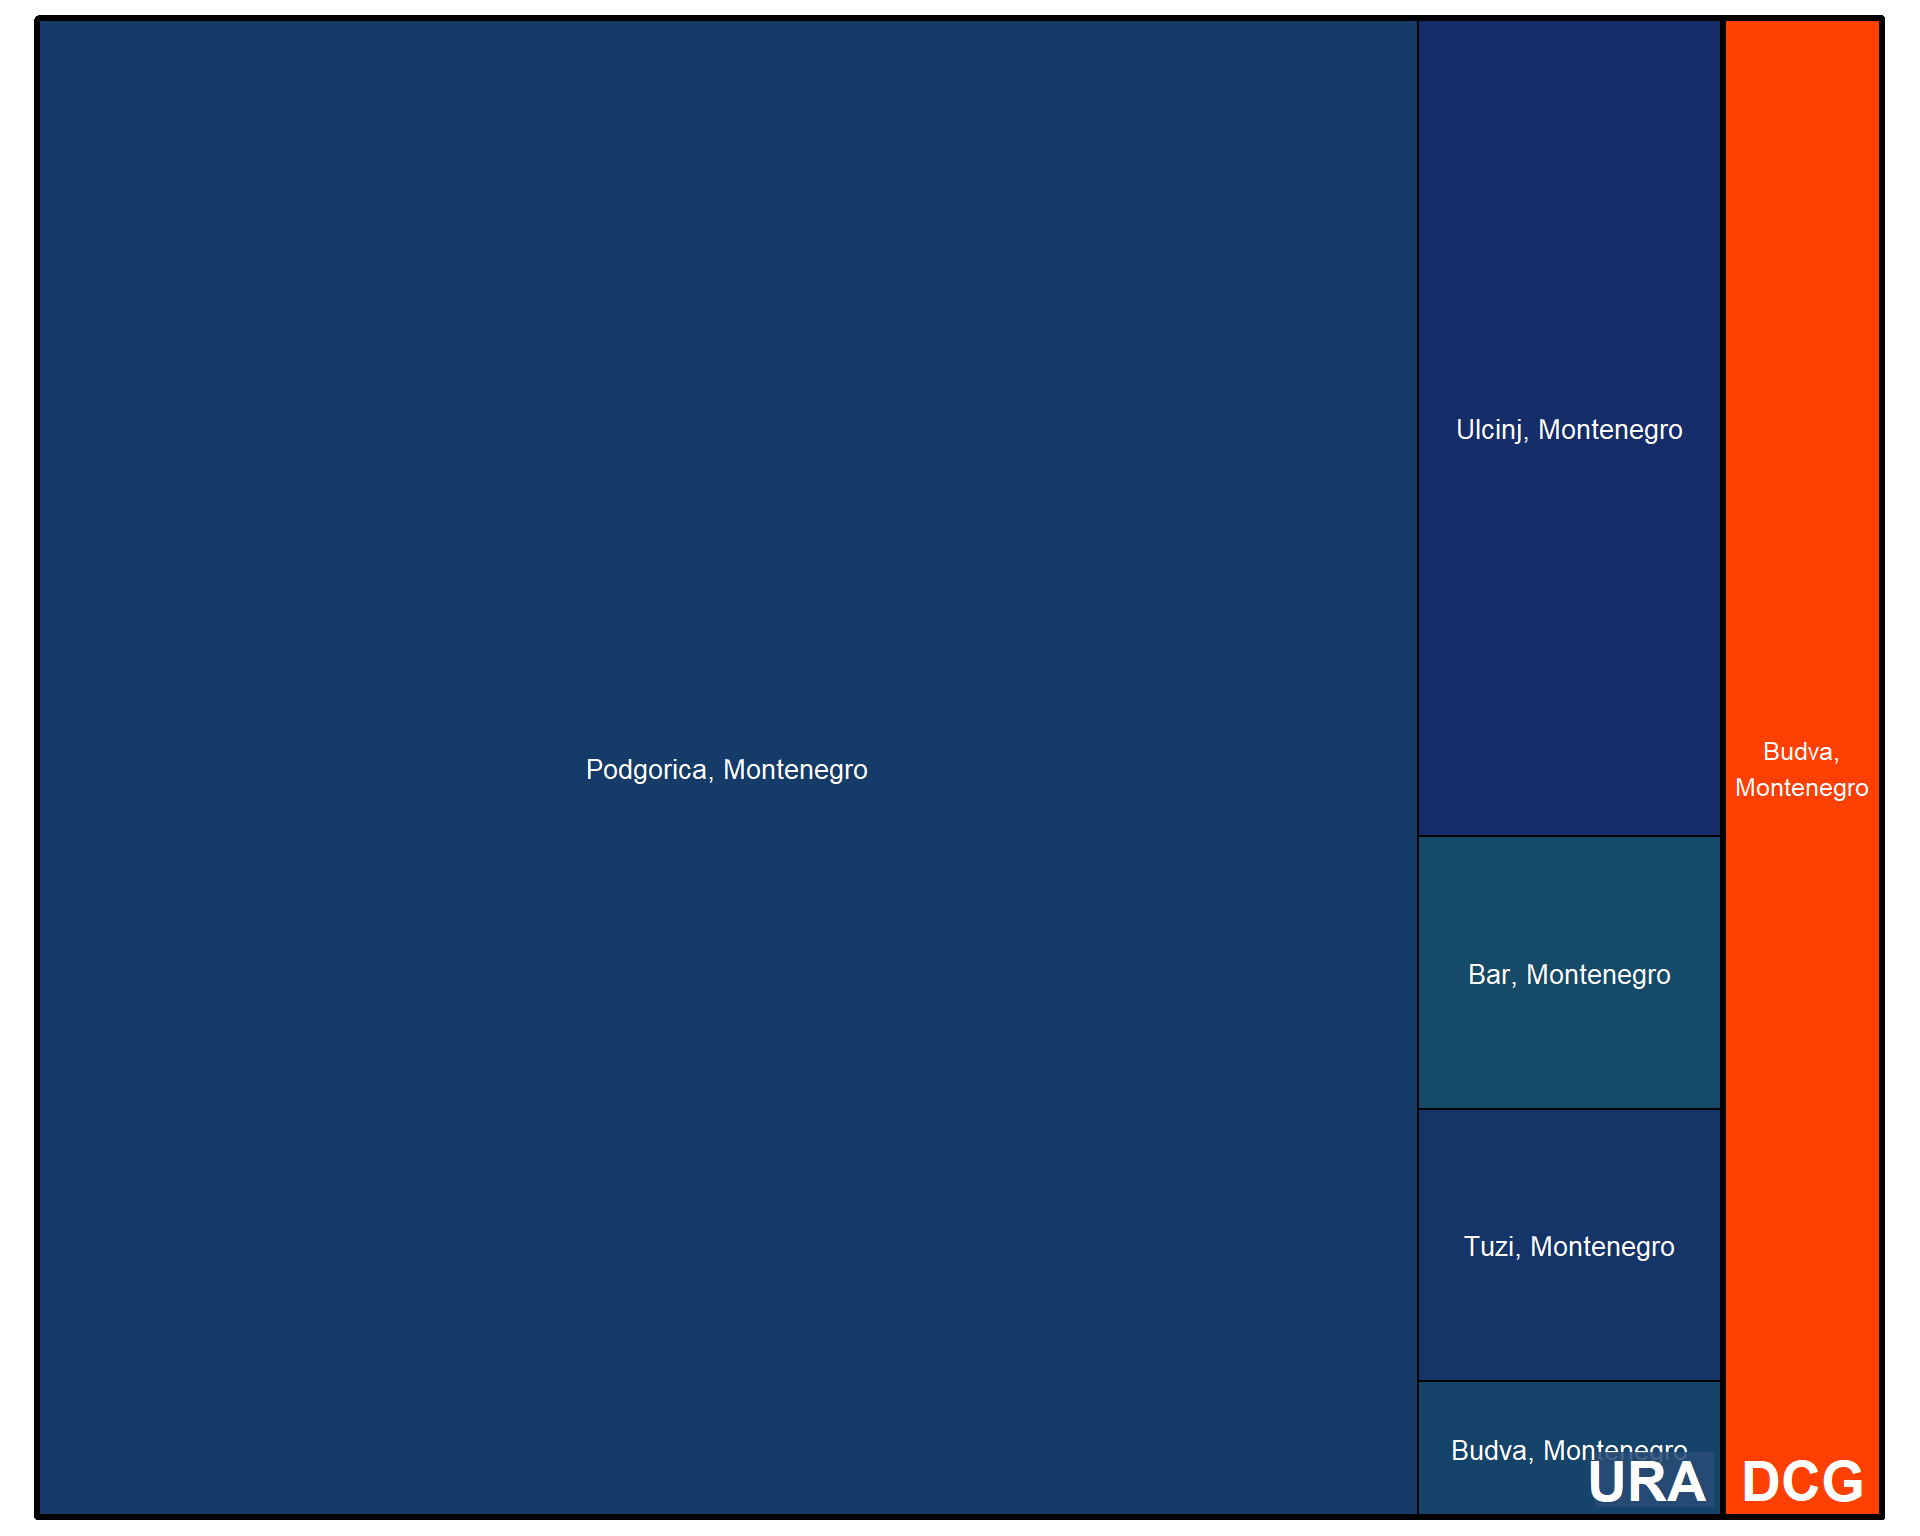 Podgorica, Montenegro
Ulcinj, Montenegro
Bar, Montenegro
Tuzi, Montenegro
Budva, Montenegro
URA
Budva,
Montenegro
DCG